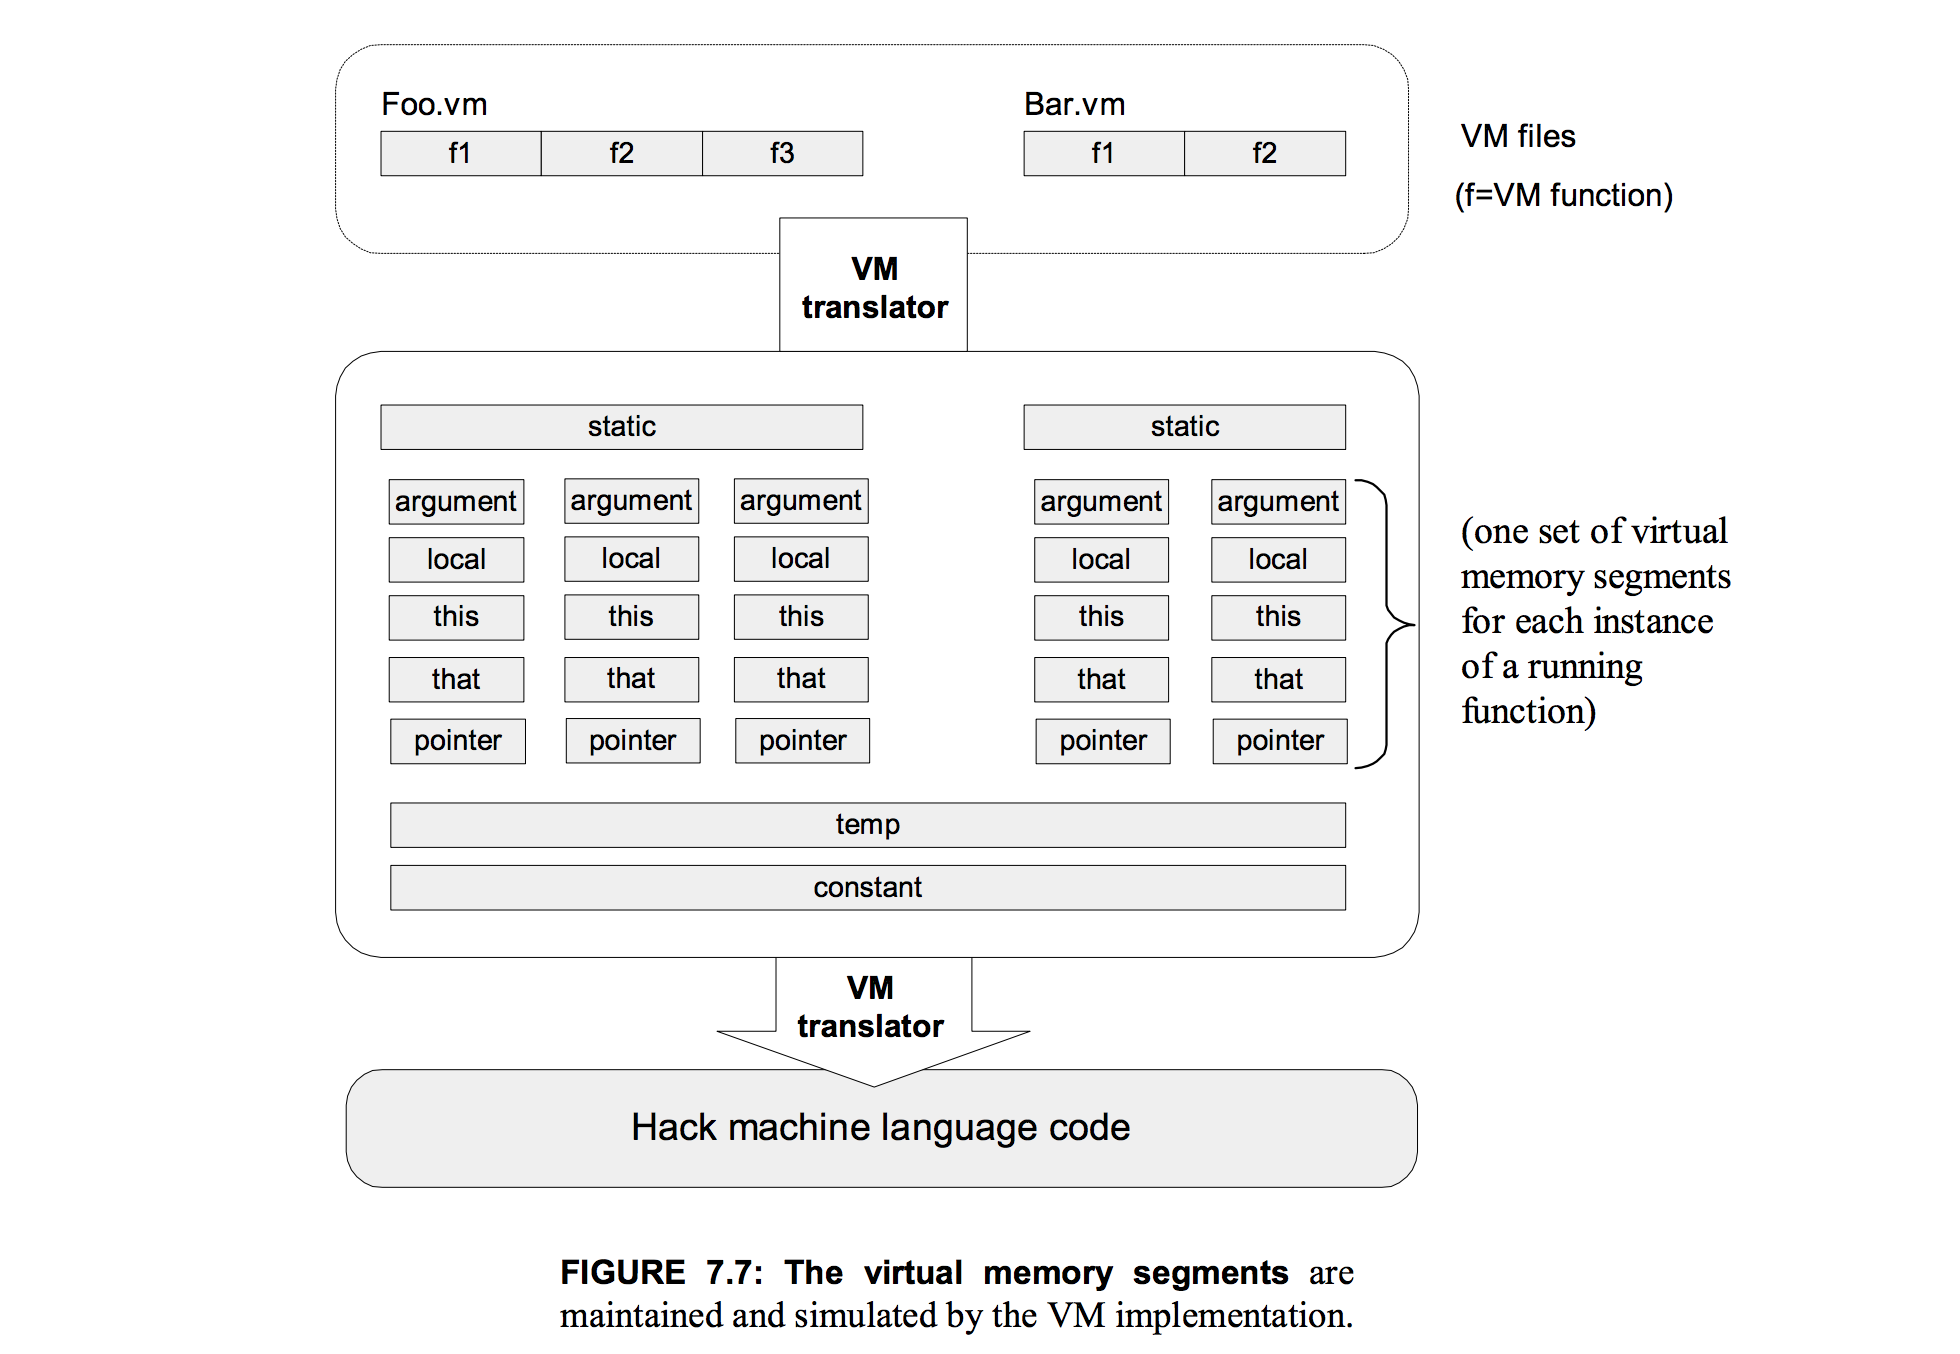 Foo.vm
Bar.vm
f1 f2 f3
f1 f2
VM files
(f=VM function)
VM
translator
static
static
argument argument argument argument argument
local local local local local
this this this this this
that that that that that
pointer pointer pointer pointer pointer
(one set of virtual
memory segments
for each instance
of a running
function)
temp
constant
VM
translator
Hack machine language code
FIGURE 7.7: The virtual memory segments are
maintained and simulated by the VM implementation.